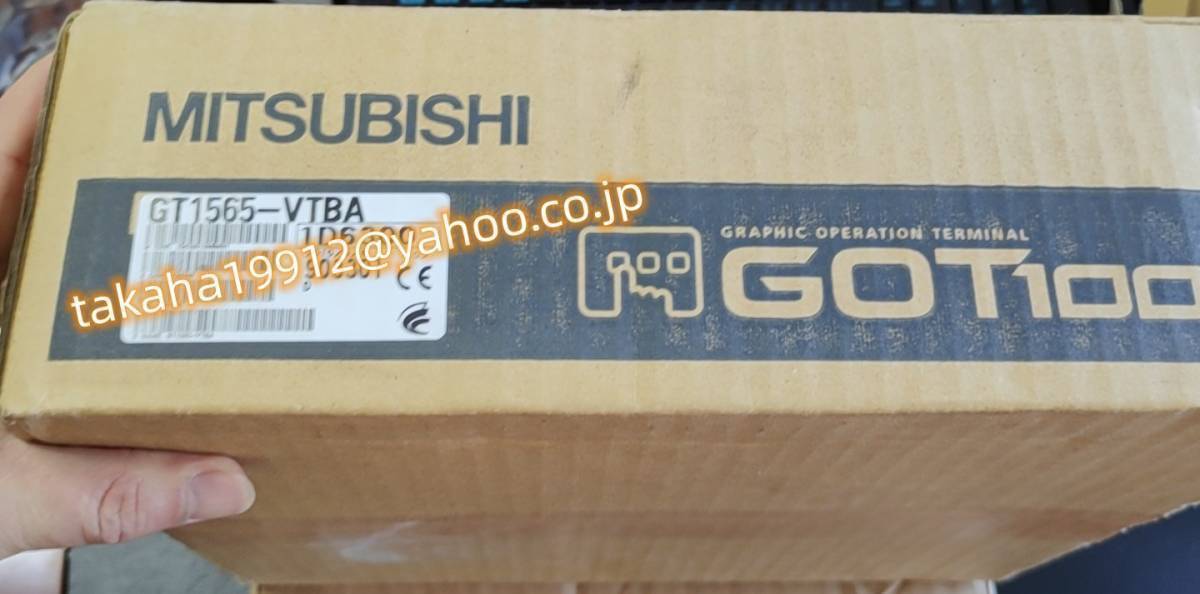 MITSUBISHI
GT1565-VTBA
takaha19912@yahoo.co.jp
CE
GRAPHIC OPERATION TERMINAL
GOT100